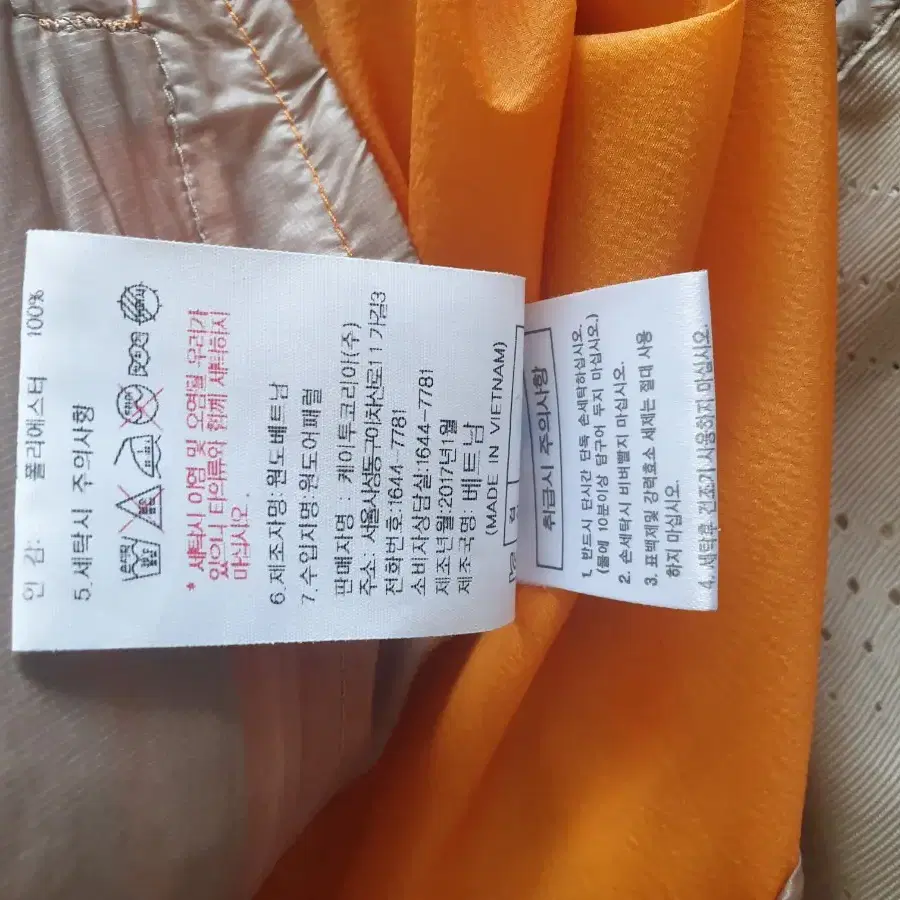 안 감: 폴리에스터 100%
5.세탁시 주의사항
* 세탁시 이염 및 오염될 우려가
있으니 타의류와 함께 세탁하지
마십시오.
6.제조자명:원도베트남
7.수입자명:원도어패럴
판매자명 : 케이투코리아(주)
주소: 서울시성동구아차산로11가길3
전화번호:1644-7781
소비자상담실:1644-7781
제조년월:2017년1월
제조국명:베트남
(MADE IN VIETNAM)
취급시 주의사항
1. 반드시 단시간 단독 손세탁하십시오.
(물에 10분이상 담구어 두지 마십시오.)
2. 손세탁시 비벼빨지 마십시오.
3. 표백제및 강력효소 세제는 절대 사용
하지 마십시오.
4. 세탁후 건조기 사용하지 마십시오.